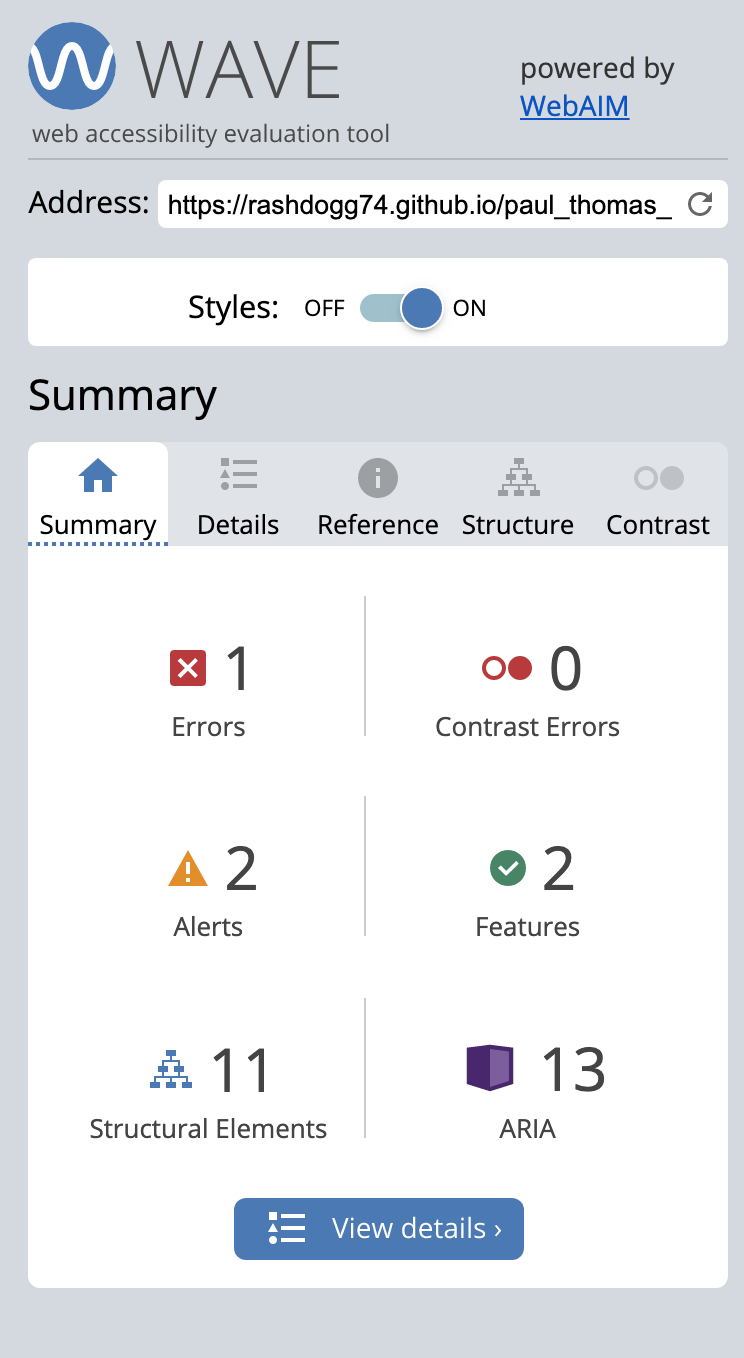 WAVE
powered by
WebAIM
web accessibility evaluation tool
Address: https://rashdogg74.github.io/paul_thomas_
Styles: OFF ON
Summary
Summary Details Reference Structure Contrast
1 0
Errors Contrast Errors
2 2
Alerts Features
11 13
Structural Elements ARIA
View details ›